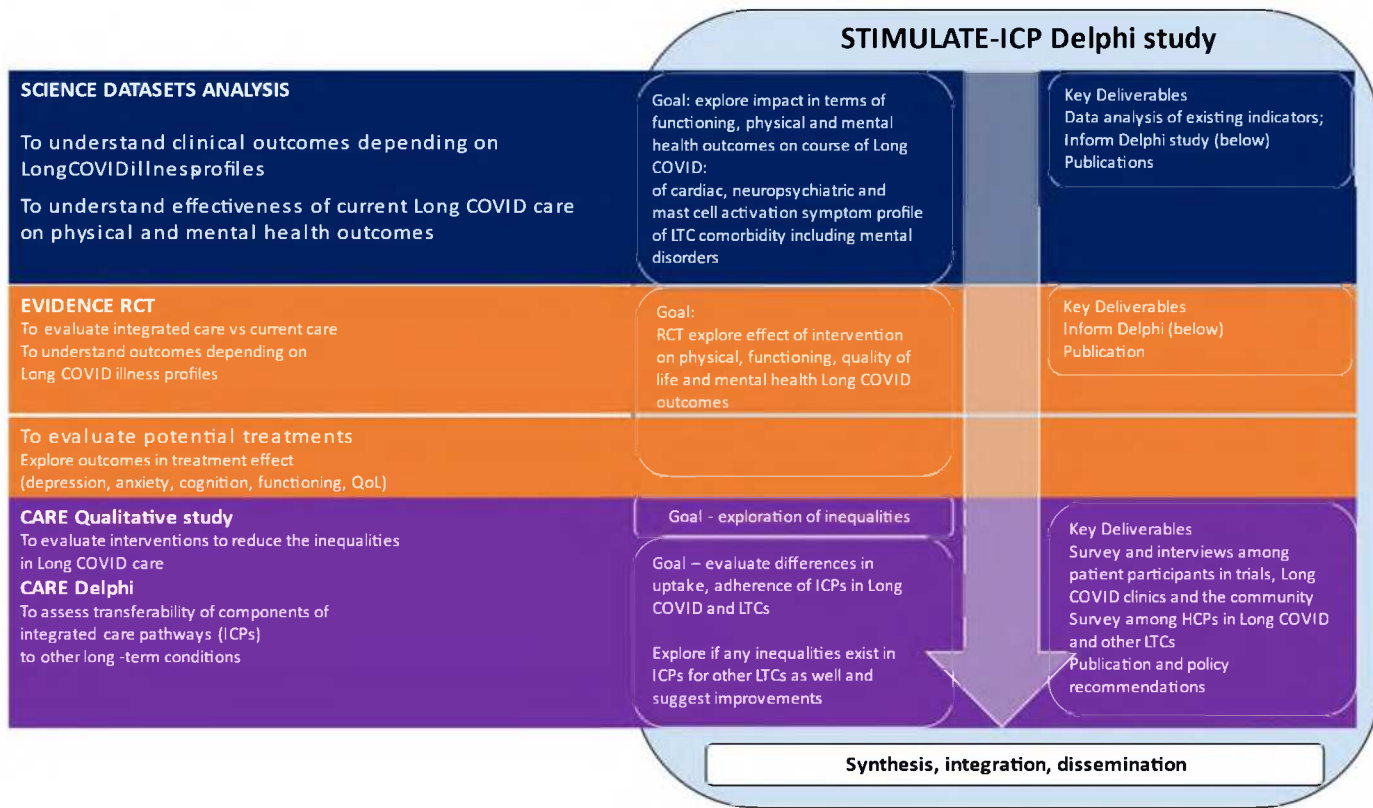 STIMULATE-ICP Delphi study
SCIENCE DATASETS ANALYSIS
To understand clinical outcomes depending on
LongCOVIDillnesprofiles
To understand effectiveness of current Long COVID care
on physical and mental health outcomes
Goal: explore impact in terms of
functioning, physical and mental
health outcomes on course of Long
COVID:
of cardiac, neuropsychiatric and
mast cell activation symptom profile
of LTC comorbidity including mental
disorders
Key Deliverables
Data analysis of existing indicators;
Inform Delphi study (below)
Publications
EVIDENCE RCT
To evaluate integrated care vs current care
To understand outcomes depending on
Long COVID illness profiles
Goal:
RCT explore effect of intervention
on physical, functioning, quality of
life and mental health Long COVID
outcomes
Key Deliverables
Inform Delphi (below)
Publication
To evaluate potential treatments
Explore outcomes in treatment effect
(depression, anxiety, cognition, functioning, QoL)
CARE Qualitative study
To evaluate interventions to reduce the inequalities
in Long COVID care
CARE Delphi
To assess transferability of components of
integrated care pathways (ICPs)
to other long -term conditions
Goal - exploration of inequalities
Goal – evaluate differences in
uptake, adherence of ICPs in Long
COVID and LTCs
Explore if any inequalities exist in
ICPs for other LTCs as well and
suggest improvements
Key Deliverables
Survey and interviews among
patient participants in trials, Long
COVID clinics and the community
Survey among HCPs in Long COVID
and other LTCs
Publication and policy
recommendations
Synthesis, integration, dissemination